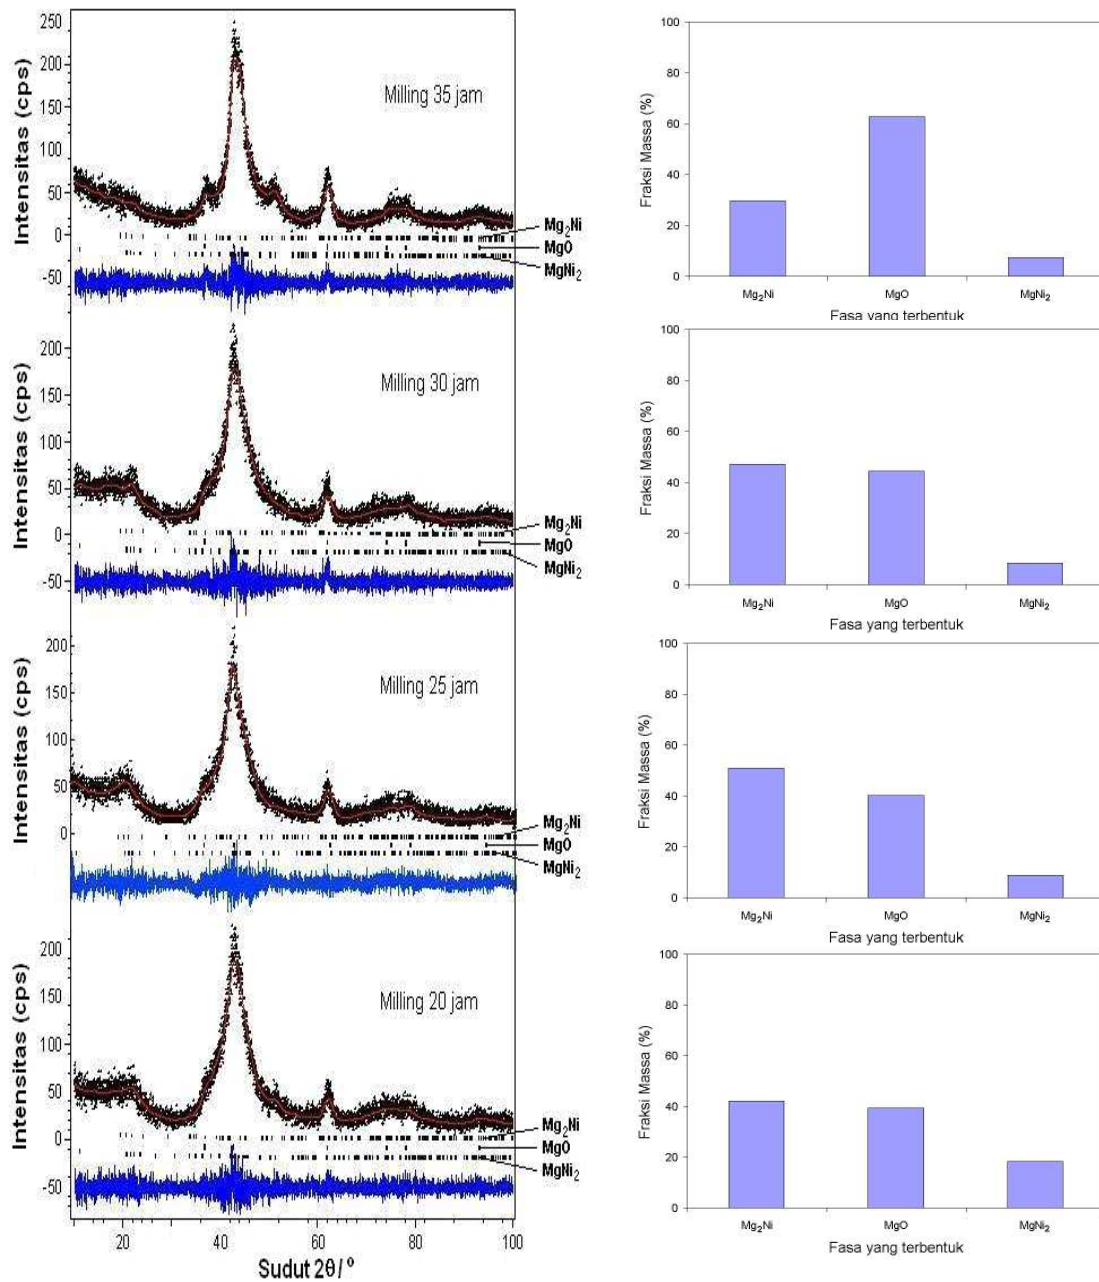 250
200
150
100
50
0
-50
Intensitas (cps)
Milling 35 jam
Mg₂Ni
MgO
MgNi₂
100
80
60
40
20
0
Fraksi Massa (%)
Mg₂Ni MgO MgNi₂
Fasa yang terbentuk
200
150
100
50
0
-50
Intensitas (cps)
Milling 30 jam
Mg₂Ni
MgO
MgNi₂
100
80
60
40
20
0
Fraksi Massa (%)
Mg₂Ni MgO MgNi₂
Fasa yang terbentuk
200
150
100
50
0
Intensitas (cps)
Milling 25 jam
Mg₂Ni
MgO
MgNi₂
100
80
60
40
20
0
Fraksi Massa (%)
Mg₂Ni MgO MgNi₂
Fasa yang terbentuk
200
150
100
50
0
-50
Intensitas (cps)
Milling 20 jam
Mg₂Ni
MgO
MgNi₂
20 40 60 80 100
Sudut 2θ/ °
100
80
60
40
20
0
Fraksi Massa (%)
Mg₂Ni MgO MgNi₂
Fasa yang terbentuk